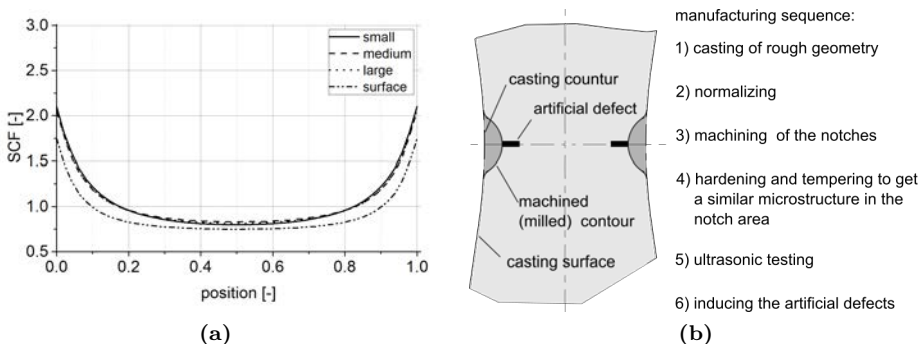 3.0
2.5
2.0
1.5
1.0
0.5
SCF [-]
0.0 0.2 0.4 0.6 0.8 1.0
position [-]
small
medium
large
surface
(a)
casting countur
artificial defect
machined
(milled) contour
casting surface
manufacturing sequence:
1) casting of rough geometry
2) normalizing
3) machining of the notches
4) hardening and tempering to get
a similar microstructure in the
notch area
5) ultrasonic testing
6) inducing the artificial defects
(b)